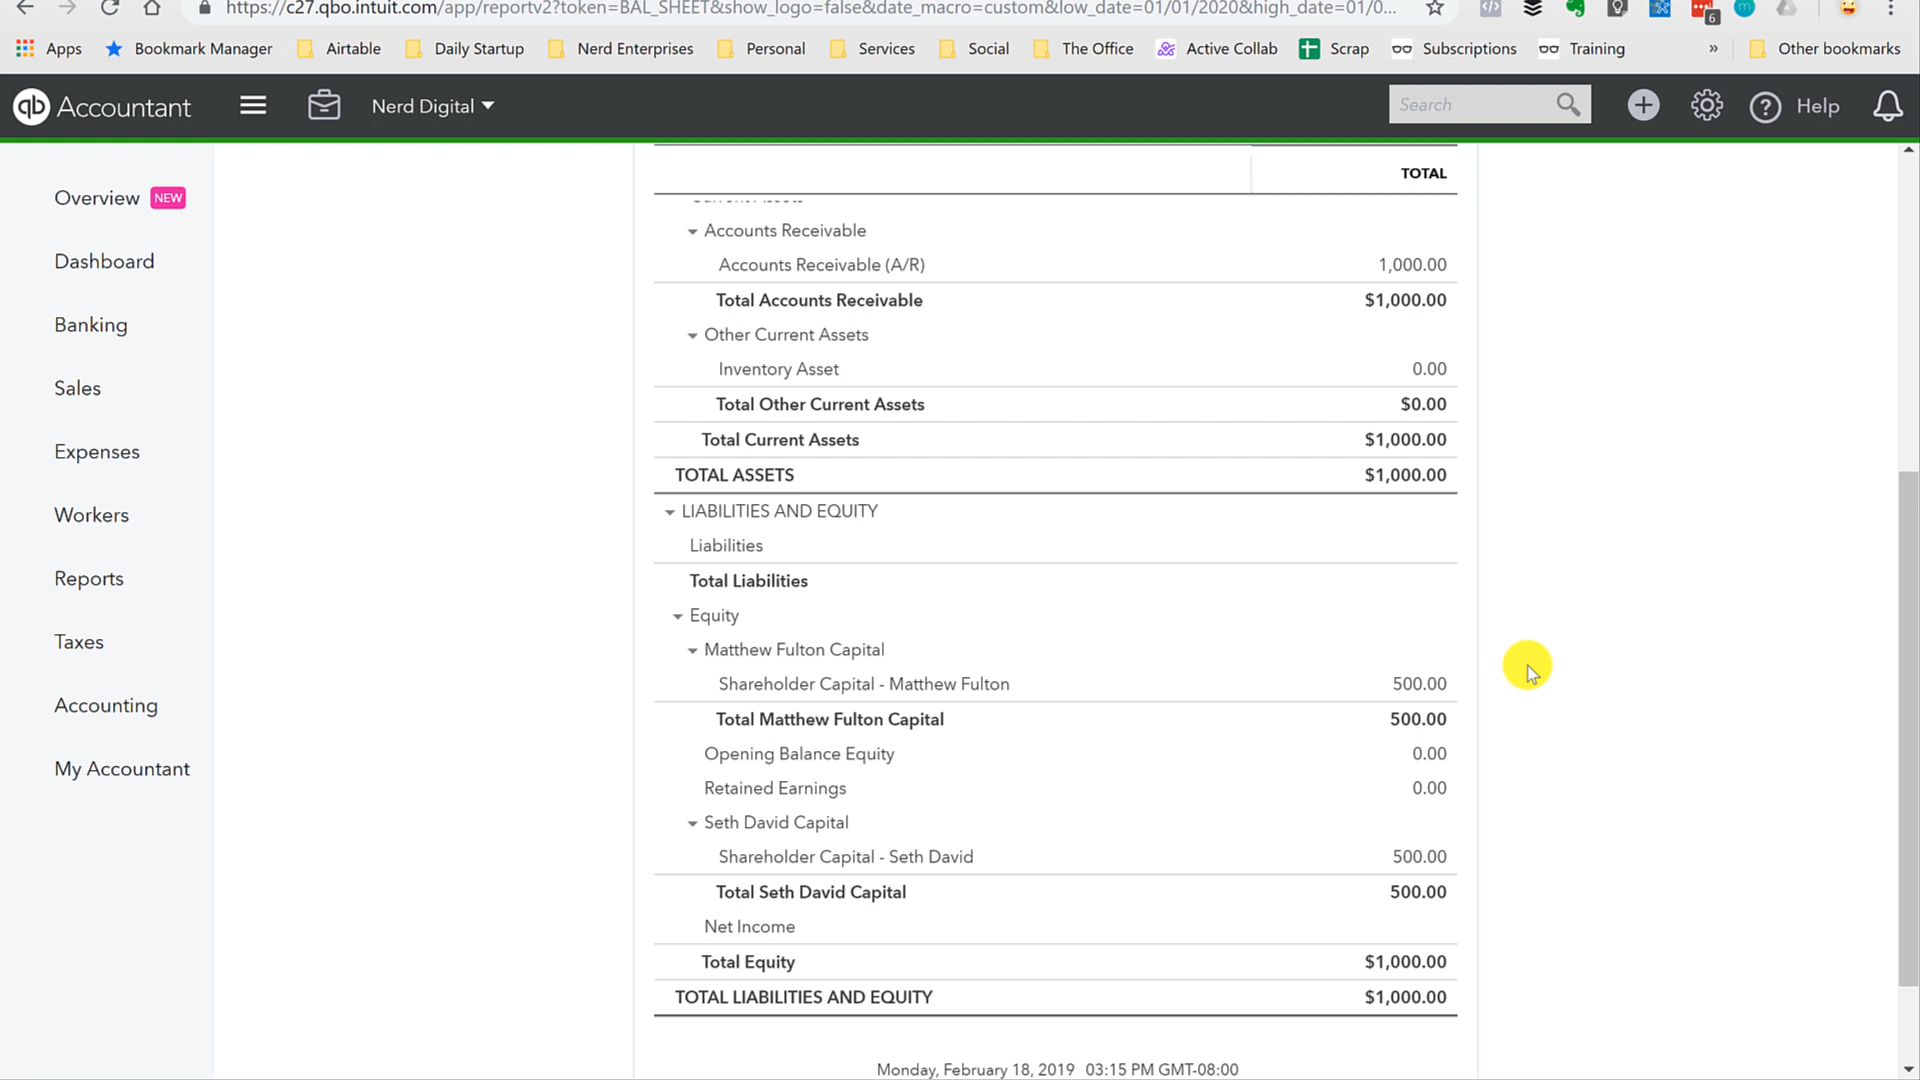 https://c27.qbo.intuit.com/app/reportv2?token=BAL_SHEET&show_logo=false&date_macro=custom&low_date=01/01/2020&high_date=01/0...
6
Apps Bookmark Manager Airtable Daily Startup Nerd Enterprises Personal Services Social The Office Active Collab Scrap Subscriptions Training » Other bookmarks
qb Accountant Nerd Digital Search Help
Overview NEW
Dashboard
Banking
Sales
Expenses
Workers
Reports
Taxes
Accounting
My Accountant
TOTAL
Current Assets
Accounts Receivable
Accounts Receivable (A/R) 1,000.00
Total Accounts Receivable $1,000.00
Other Current Assets
Inventory Asset 0.00
Total Other Current Assets $0.00
Total Current Assets $1,000.00
TOTAL ASSETS $1,000.00
LIABILITIES AND EQUITY
Liabilities
Total Liabilities
Equity
Matthew Fulton Capital
Shareholder Capital - Matthew Fulton 500.00
Total Matthew Fulton Capital 500.00
Opening Balance Equity 0.00
Retained Earnings 0.00
Seth David Capital
Shareholder Capital - Seth David 500.00
Total Seth David Capital 500.00
Net Income
Total Equity $1,000.00
TOTAL LIABILITIES AND EQUITY $1,000.00
Monday, February 18, 2019 03:15 PM GMT-08:00